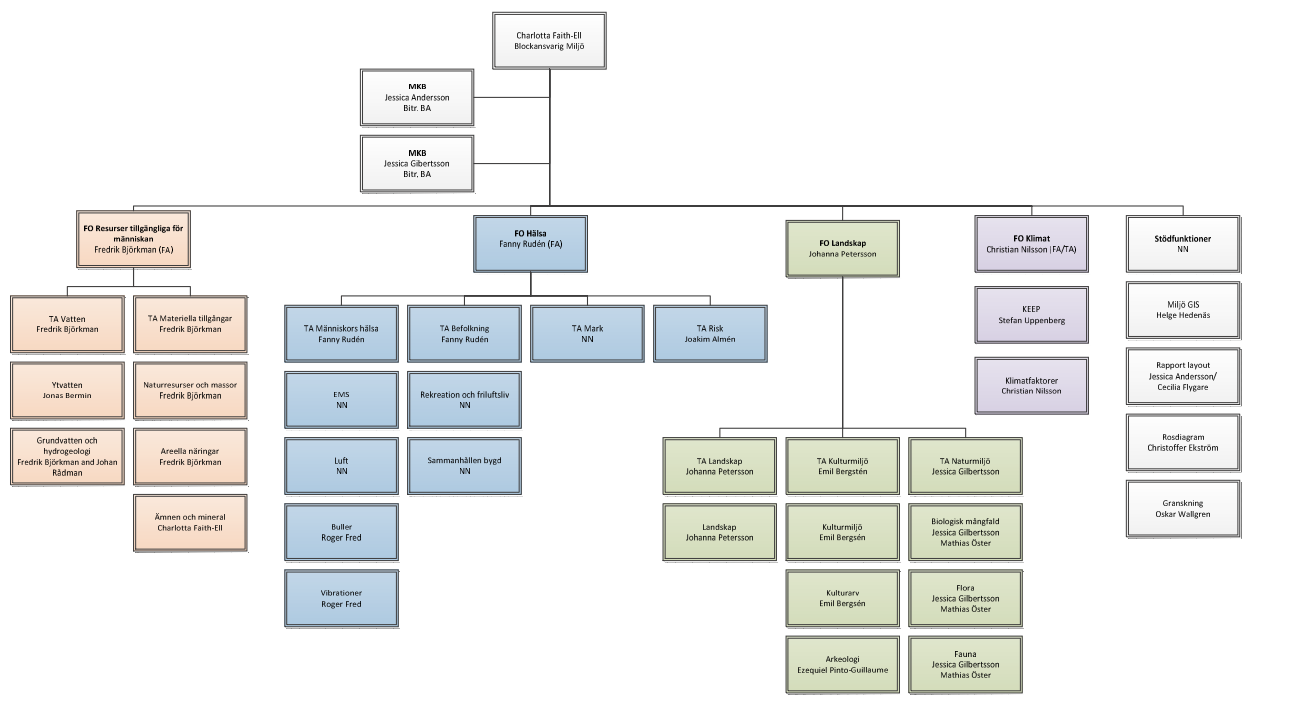 Charlotta Faith-Ell
Blockansvarig Miljö
MKB
Jessica Andersson
Bitr. BA
MKB
Jessica Gibertsson
Bitr. BA
FO Resurser tillgängliga för
människan
Fredrik Björkman (FA)
TA Vatten
Fredrik Björkman
Ytvatten
Jonas Bermin
Grundvatten och
hydrogeologi
Fredrik Björkman and Johan
Rådman
TA Materiella tillgångar
Fredrik Björkman
Naturresurser och massor
Fredrik Björkman
Areella näringar
Fredrik Björkman
Ämnen och mineral
Charlotta Faith-Ell
FO Hälsa
Fanny Rudén (FA)
TA Människors hälsa
Fanny Rudén
EMS
NN
Luft
NN
Buller
Roger Fred
Vibrationer
Roger Fred
TA Befolkning
Fanny Rudén
Rekreation och friluftsliv
NN
Sammanhållen bygd
NN
TA Mark
NN
TA Risk
Joakim Almén
FO Landskap
Johanna Petersson
TA Landskap
Johanna Petersson
Landskap
Johanna Petersson
TA Kulturmiljö
Emil Bergstén
Kulturmiljö
Emil Bergsén
Kulturarv
Emil Bergsén
Arkeologi
Ezequiel Pinto-Guillaume
TA Naturmiljö
Jessica Gilbertsson
Biologisk mångfald
Jessica Gilbertsson
Mathias Öster
Flora
Jessica Gilbertsson
Mathias Öster
Fauna
Jessica Gilbertsson
Mathias Öster
FO Klimat
Christian Nilsson (FA/TA)
KEEP
Stefan Uppenberg
Klimatfaktorer
Christian Nilsson
Stödfunktioner
NN
Miljö GIS
Helge Hedenäs
Rapport layout
Jessica Andersson/
Cecilia Flygare
Rosdiagram
Christoffer Ekström
Granskning
Oskar Wallgren